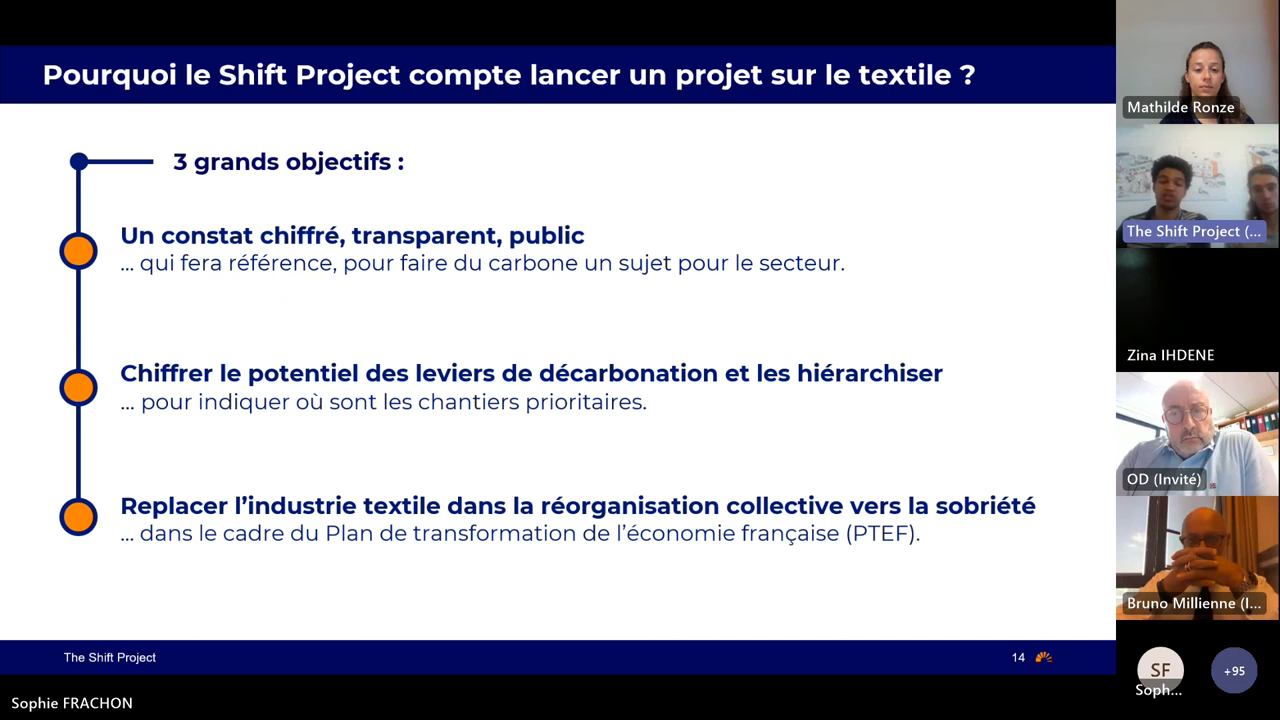 Pourquoi le Shift Project compte lancer un projet sur le textile ?
3 grands objectifs :
Un constat chiffré, transparent, public
... qui fera référence, pour faire du carbone un sujet pour le secteur.
Chiffrer le potentiel des leviers de décarbonation et les hiérarchiser
... pour indiquer où sont les chantiers prioritaires.
Replacer l’industrie textile dans la réorganisation collective vers la sobriété
... dans le cadre du Plan de transformation de l’économie française (PTEF).
The Shift Project
14
Sophie FRACHON
Mathilde Ronze
The Shift Project (...
Zina IHDENE
OD (Invité)
Bruno Millienne (I...
SF
Soph...
+95